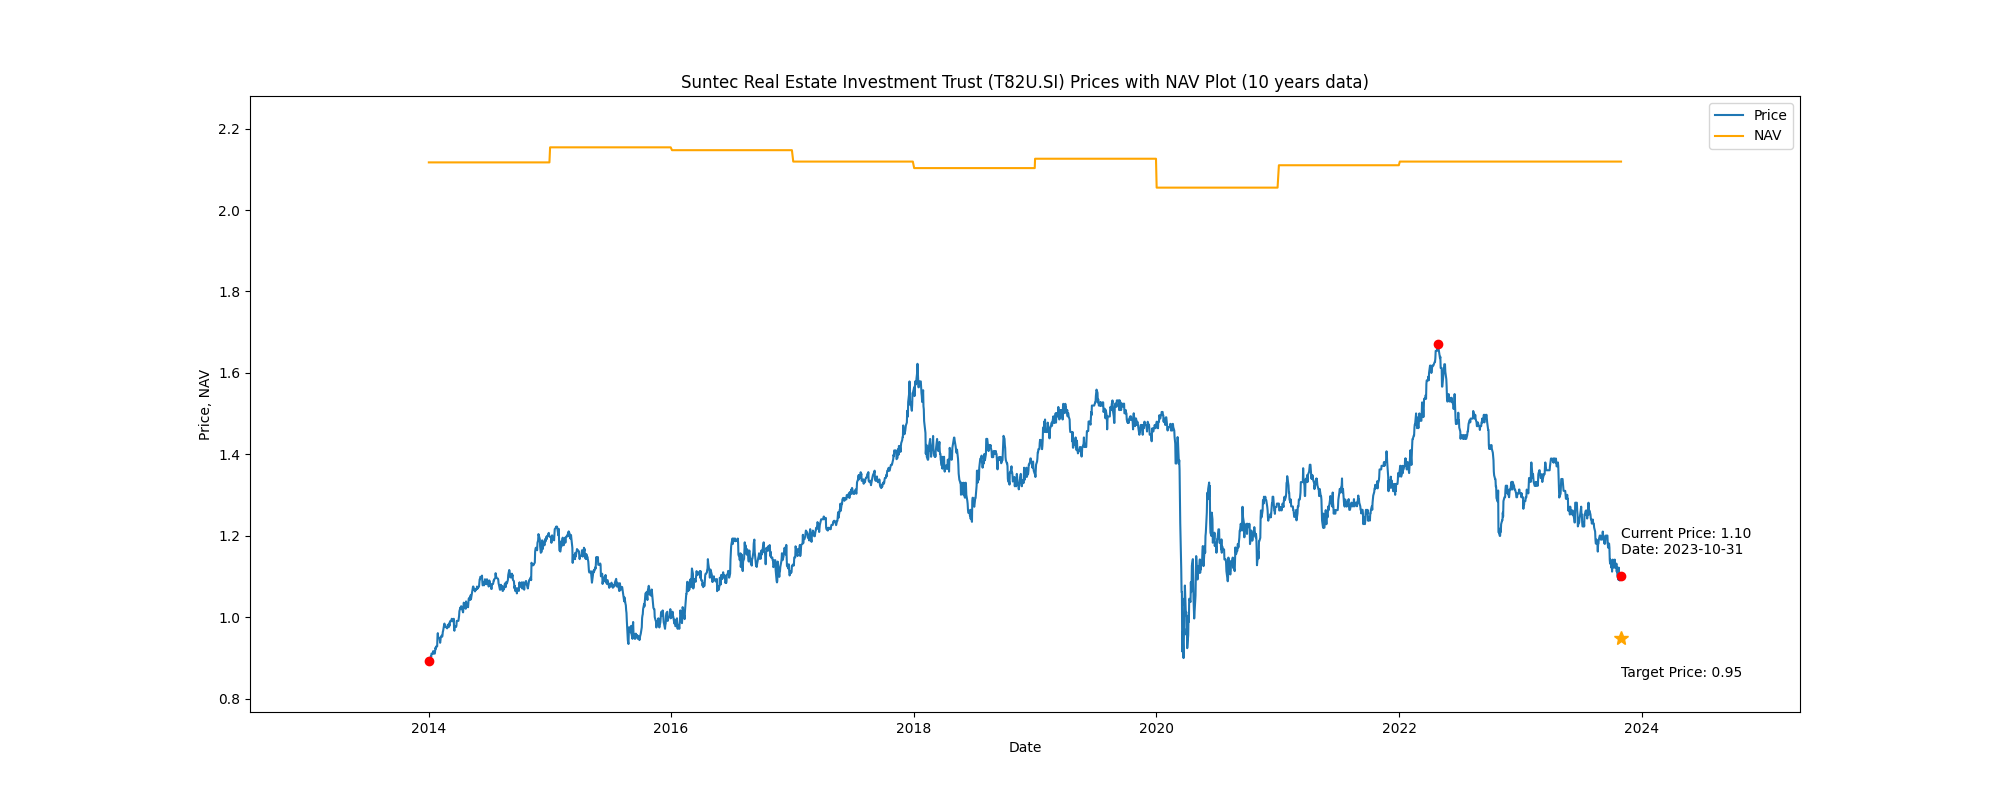 Suntec Real Estate Investment Trust (T82U.SI) Prices with NAV Plot (10 years data)
Price
NAV
2.2
2.0
1.8
1.6
1.4
1.2
1.0
0.8
Price, NAV
Current Price: 1.10
Date: 2023-10-31
Target Price: 0.95
2014
2016
2018
2020
2022
2024
Date